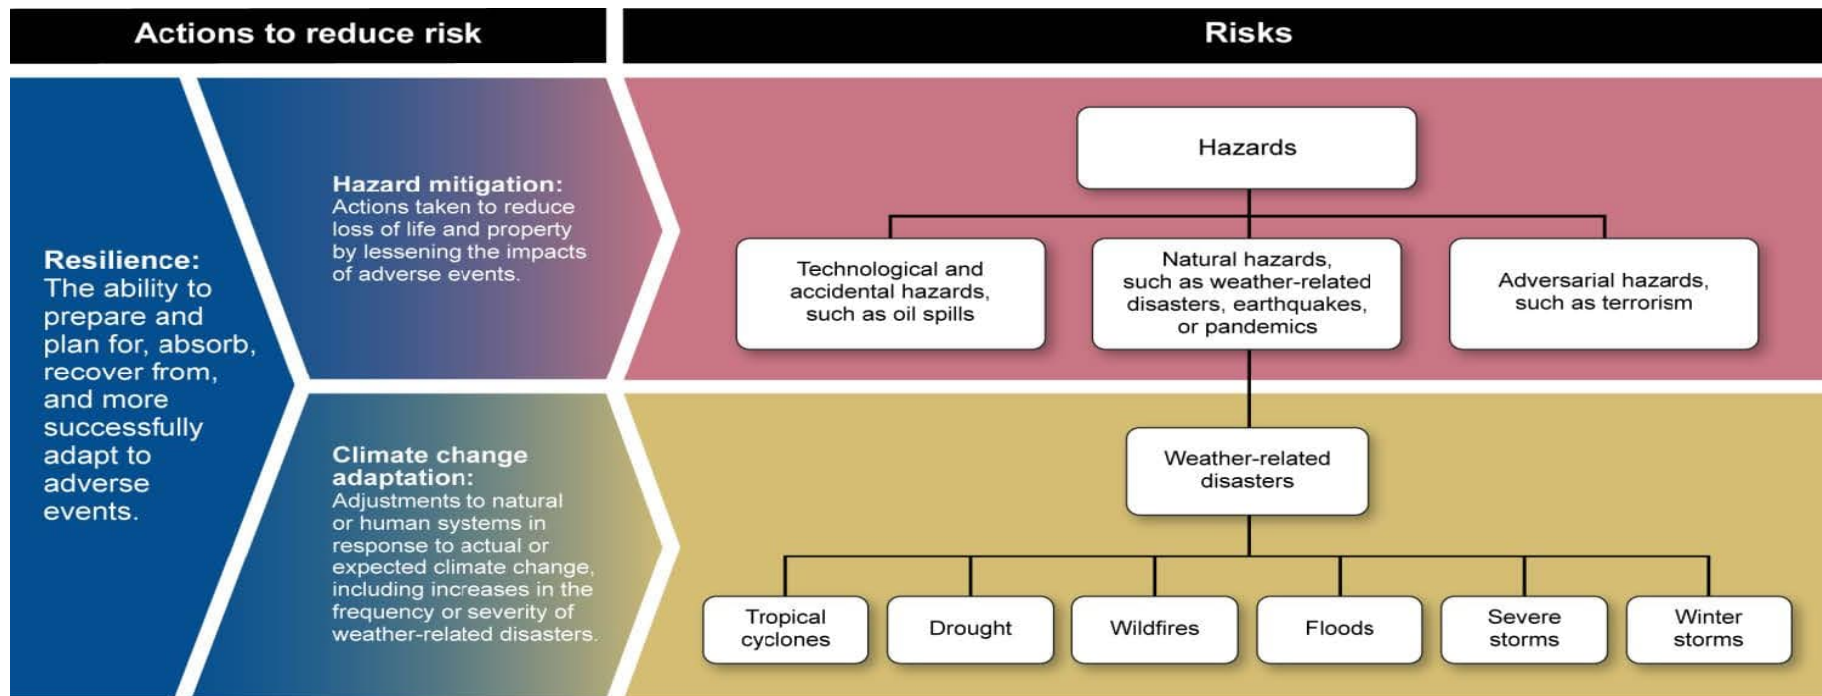 Actions to reduce risk
Risks
Resilience:
The ability to
prepare and
plan for, absorb,
recover from,
and more
successfully
adapt to
adverse
events.
Hazard mitigation:
Actions taken to reduce
loss of life and property
by lessening the impacts
of adverse events.
Climate change
adaptation:
Adjustments to natural
or human systems in
response to actual or
expected climate change,
including increases in the
frequency or severity of
weather-related disasters.
Hazards
Technological and
accidental hazards,
such as oil spills
Natural hazards,
such as weather-related
disasters, earthquakes,
or pandemics
Adversarial hazards,
such as terrorism
Weather-related
disasters
Tropical
cyclones
Drought
Wildfires
Floods
Severe
storms
Winter
storms